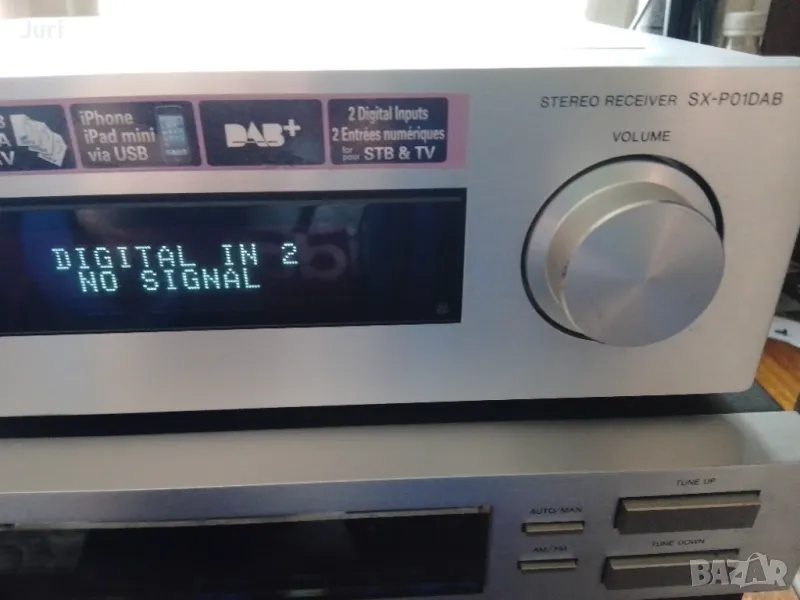 Juri
iPhone
iPad mini
via USB
DAB+
2 Digital Inputs
2 Entrées numériques
for pour STB & TV
STEREO RECEIVER SX-P01DAB
VOLUME
DIGITAL IN 2
NO SIGNAL
TUNE UP
AUTO/MAN
TUNE DOWN
AM/FM
BAZAR